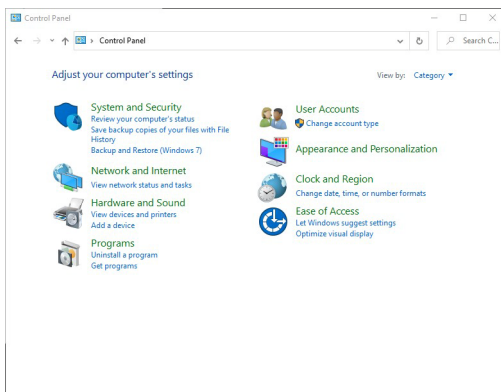 Control Panel
Control Panel
Search C...
Adjust your computer's settings
View by: Category
System and Security
Review your computer's status
Save backup copies of your files with File
History
Backup and Restore (Windows 7)
Network and Internet
View network status and tasks
Hardware and Sound
View devices and printers
Add a device
Programs
Uninstall a program
Get programs
User Accounts
Change account type
Appearance and Personalization
Clock and Region
Change date, time, or number formats
Ease of Access
Let Windows suggest settings
Optimize visual display